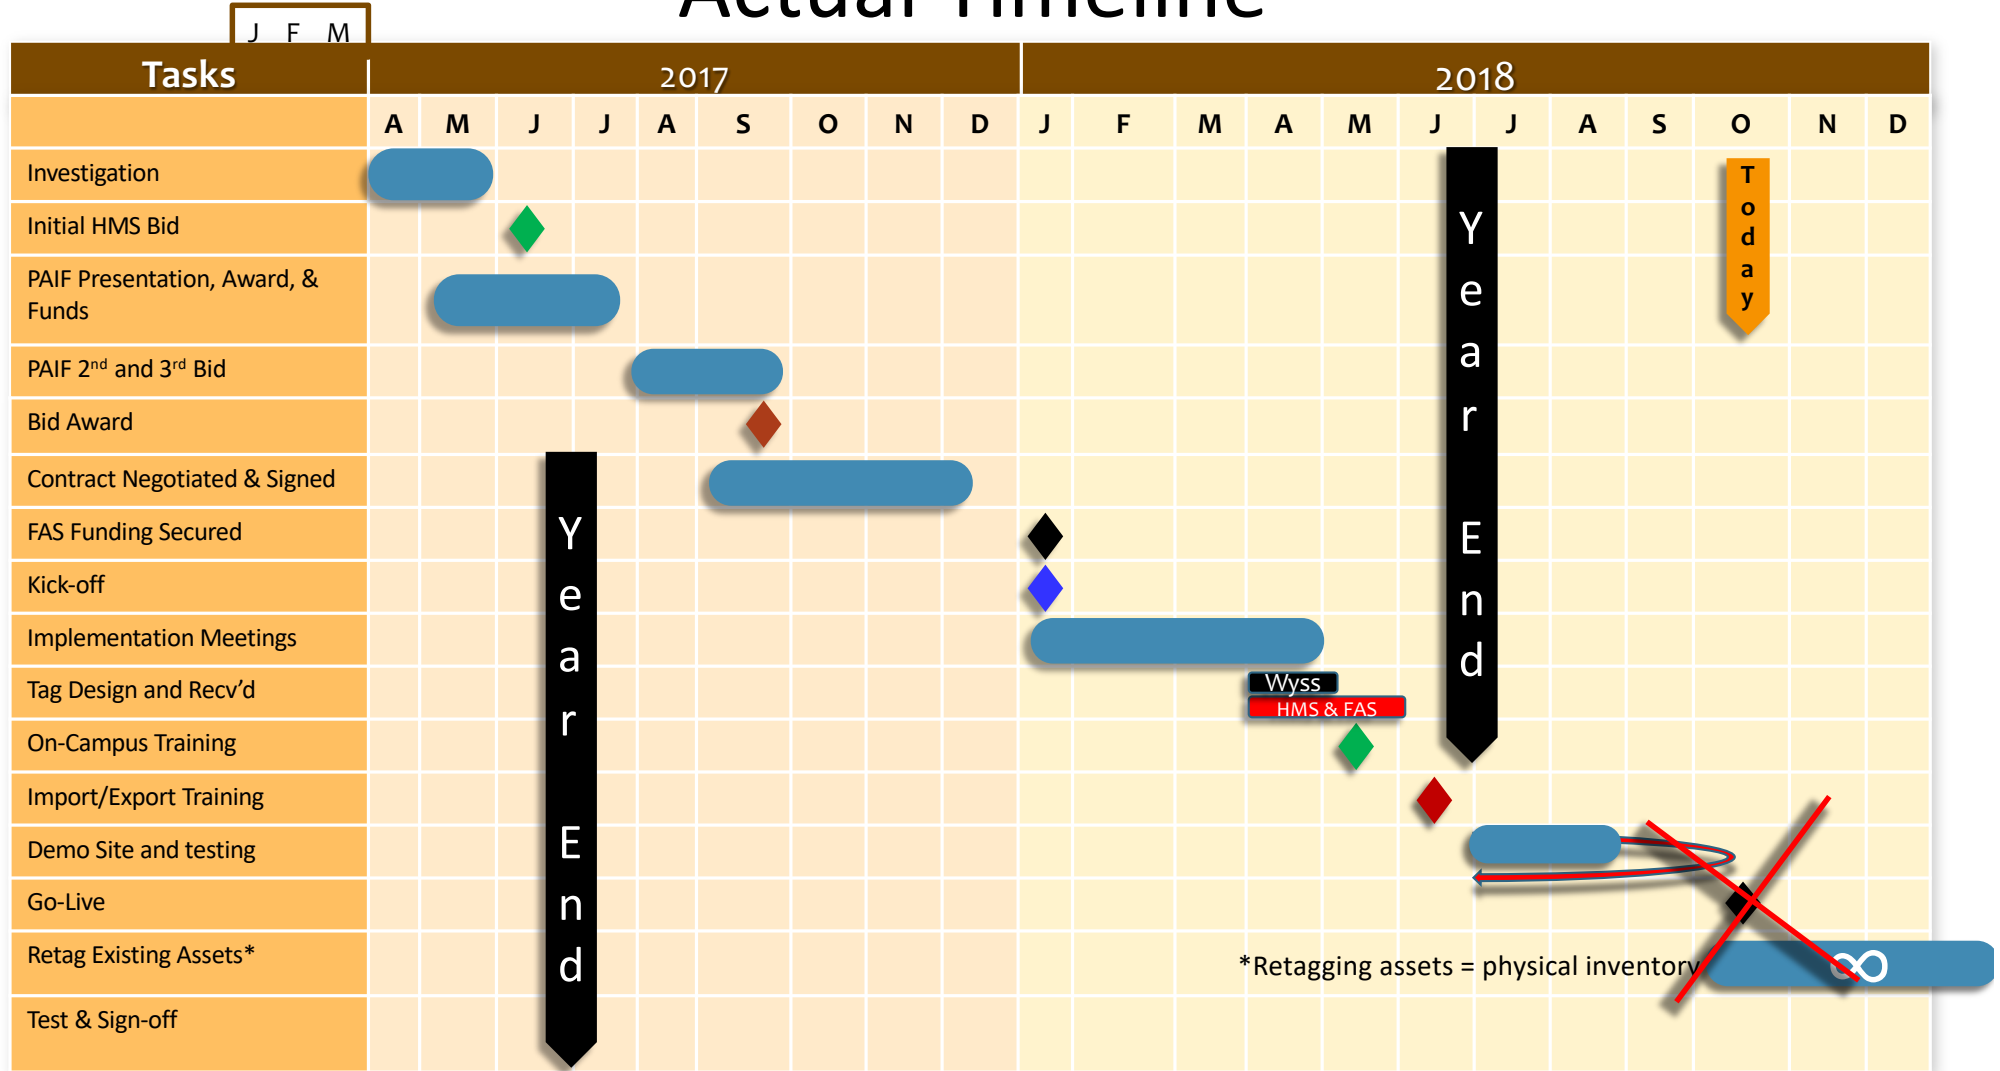 Actual Timeline
J F M
Tasks 2017 2018
A M J J A S O N D J F M A M J J A S O N D
Investigation
Initial HMS Bid
PAIF Presentation, Award, &
Funds
PAIF 2nd and 3rd Bid
Bid Award
Contract Negotiated & Signed
FAS Funding Secured
Kick-off
Implementation Meetings
Tag Design and Recv’d
Wyss
HMS & FAS
On-Campus Training
Import/Export Training
Demo Site and testing
Go-Live
Retag Existing Assets*
*Retagging assets = physical inventory
∞
Test & Sign-off
Year End
Year End
Today